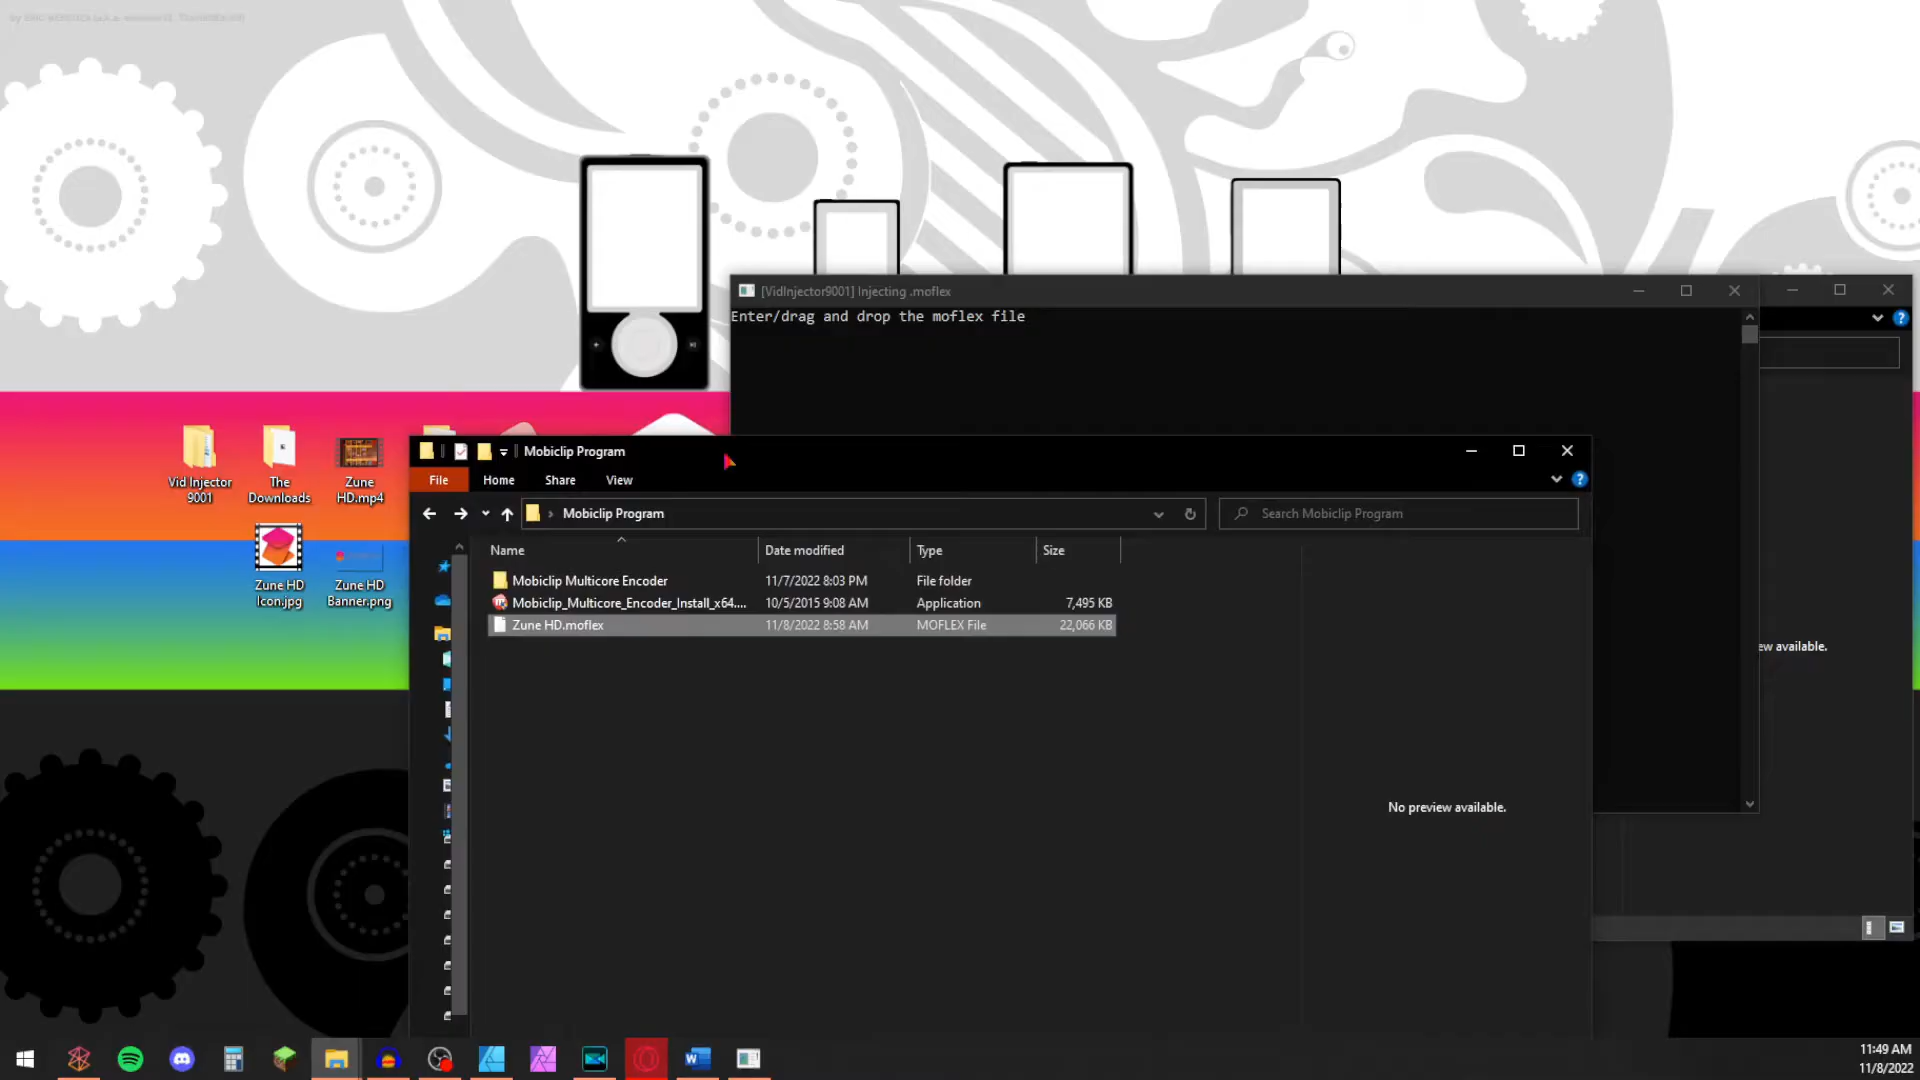 [VidInjector9001] Injecting .moflex
Enter/drag and drop the moflex file
Vid Injector
9001
The
Downloads
Zune
HD.mp4
Zune HD
Icon.jpg
Zune HD
Banner.png
Mobiclip Program
File
Home
Share
View
Mobiclip Program
Search Mobiclip Program
Name
Date modified
Type
Size
Mobiclip Multicore Encoder
11/7/2022 8:03 PM
File folder
Mobiclip_Multicore_Encoder_Install_x64....
10/5/2015 9:08 AM
Application
7,495 KB
Zune HD.moflex
11/8/2022 8:58 AM
MOFLEX File
22,066 KB
No preview available.
ew available.
11:49 AM
11/8/2022